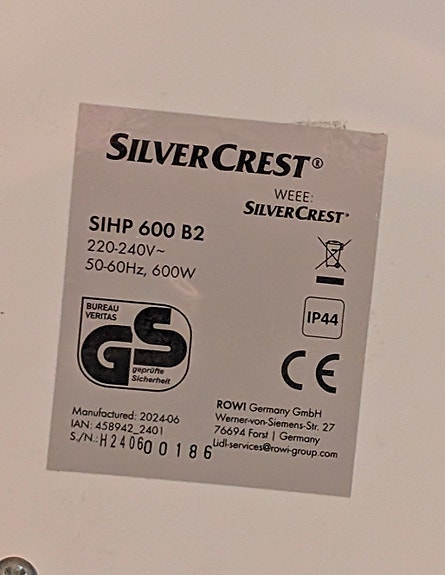 SILVERCREST®
WEEE:
SILVERCREST®
SIHP 600 B2
220-240V~
50-60Hz, 600W
BUREAU
VERITAS
GS
geprüfte
Sicherheit
IP44
CE
Manufactured: 2024-06
IAN: 458942_2401
S./N.: H240600186
ROWI Germany GmbH
Werner-von-Siemens-Str. 27
76694 Forst | Germany
Lidl-services@rowi-group.com